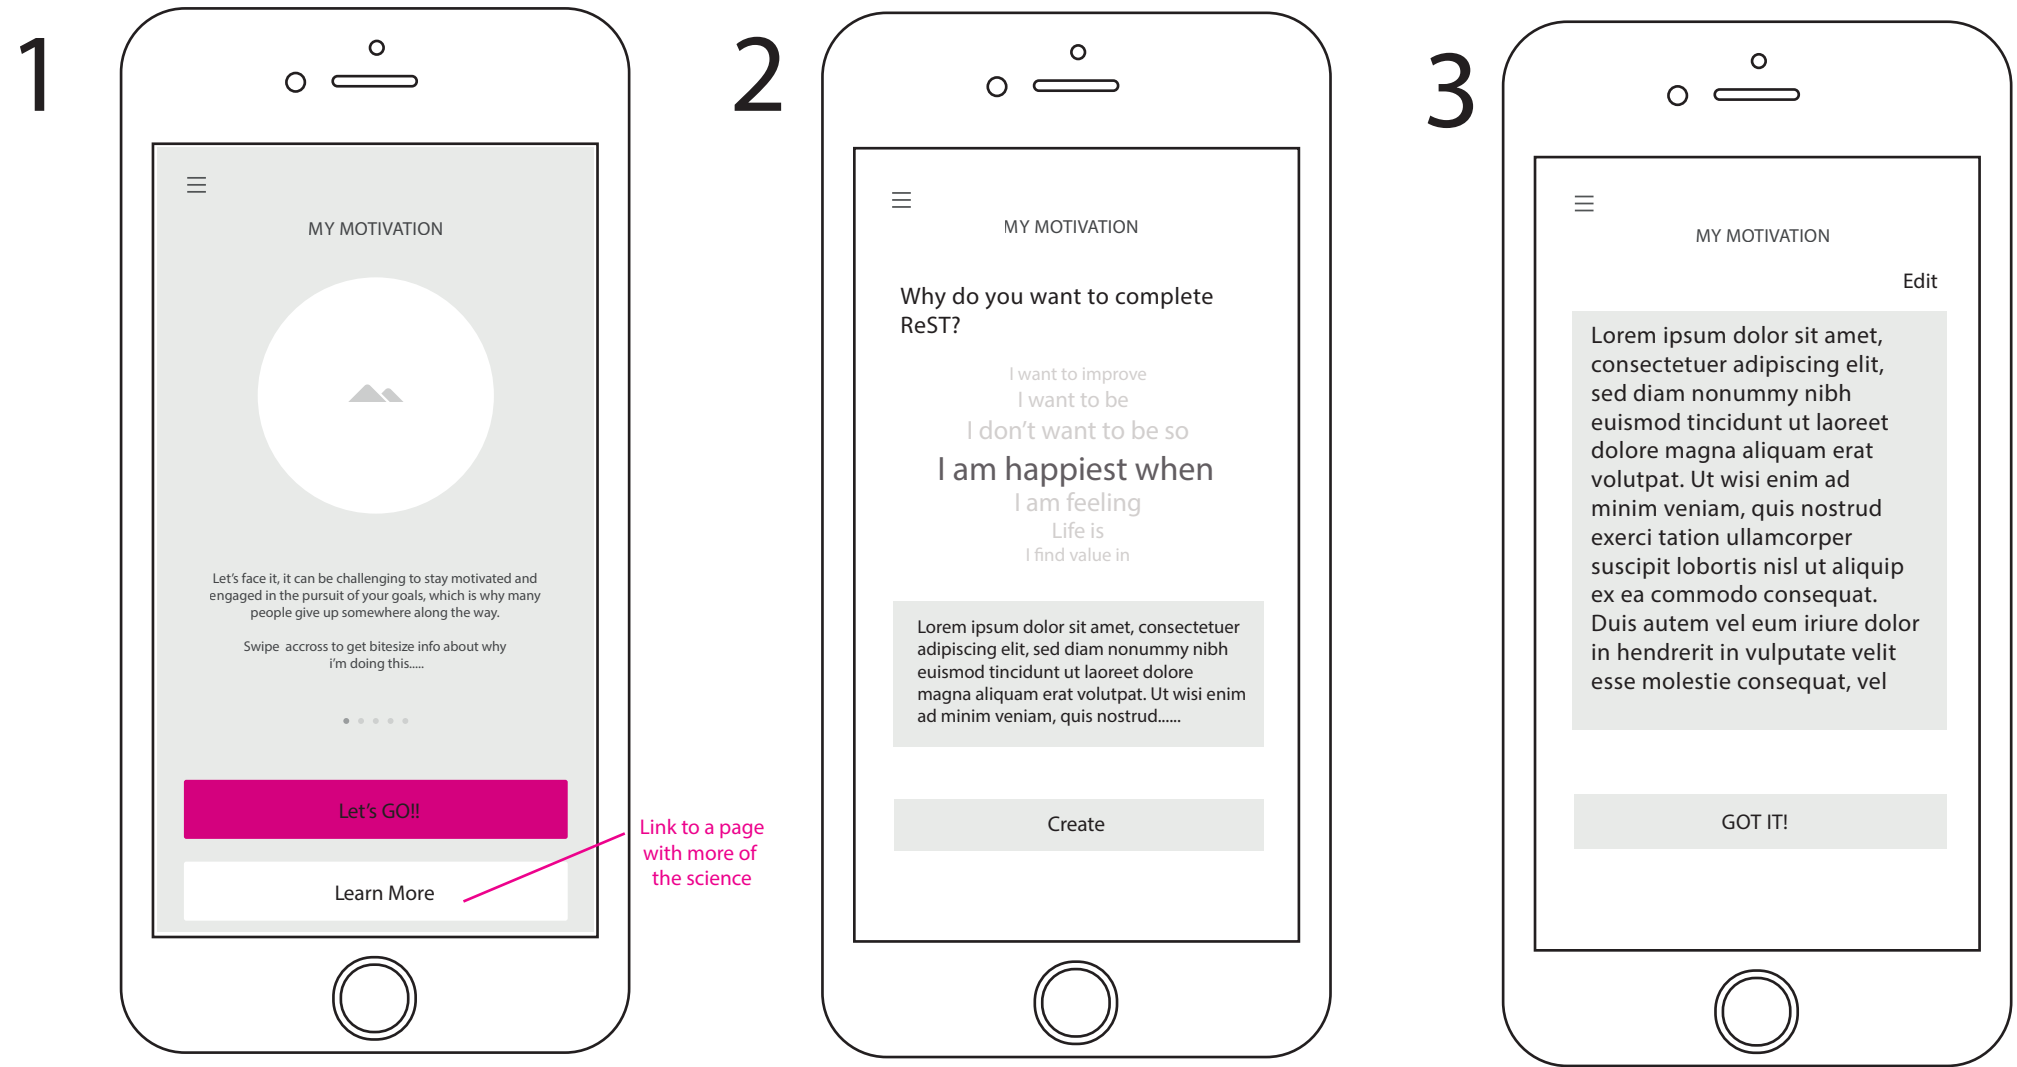 1
MY MOTIVATION
Let's face it, it can be challenging to stay motivated and
engaged in the pursuit of your goals, which is why many
people give up somewhere along the way.
Swipe accross to get bitesize info about why
i'm doing this.....
Let's GO!!
Learn More
Link to a page
with more of
the science
2
MY MOTIVATION
Why do you want to complete
ReST?
I want to improve
I want to be
I don't want to be so
I am happiest when
I am feeling
Life is
I find value in
Lorem ipsum dolor sit amet, consectetuer
adipiscing elit, sed diam nonummy nibh
euismod tincidunt ut laoreet dolore
magna aliquam erat volutpat. Ut wisi enim
ad minim veniam, quis nostrud......
Create
3
MY MOTIVATION
Edit
Lorem ipsum dolor sit amet,
consectetuer adipiscing elit,
sed diam nonummy nibh
euismod tincidunt ut laoreet
dolore magna aliquam erat
volutpat. Ut wisi enim ad
minim veniam, quis nostrud
exerci tation ullamcorper
suscipit lobortis nisl ut aliquip
ex ea commodo consequat.
Duis autem vel eum iriure dolor
in hendrerit in vulputate velit
esse molestie consequat, vel
GOT IT!